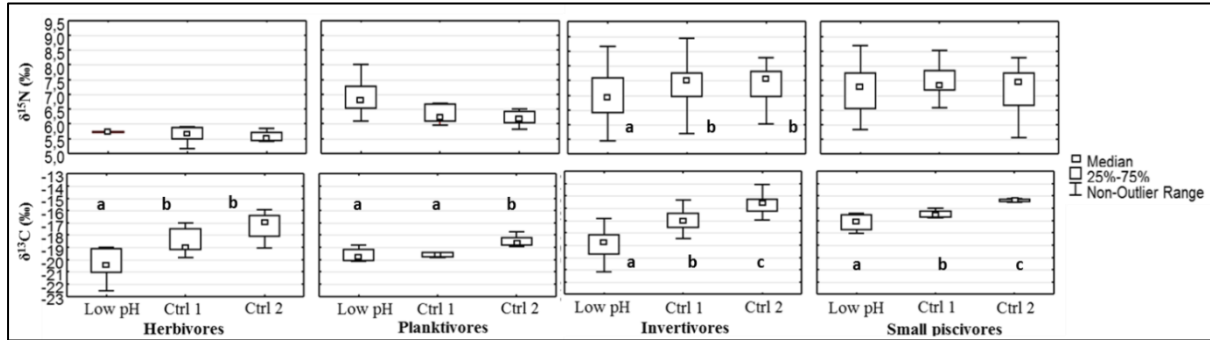 δ15N (‰)
9,5
9,0
8,5
8,0
7,5
7,0
6,5
6,0
5,5
5,0
a b b
δ13C (‰)
-13
-14
-15
-16
-17
-18
-19
-20
-21
-22
-23
a b b
a a b
a b c
a b c
Low pH Ctrl 1 Ctrl 2
Herbivores
Low pH Ctrl 1 Ctrl 2
Planktivores
Low pH Ctrl 1 Ctrl 2
Invertivores
Low pH Ctrl 1 Ctrl 2
Small piscivores
Median
25%-75%
Non-Outlier Range